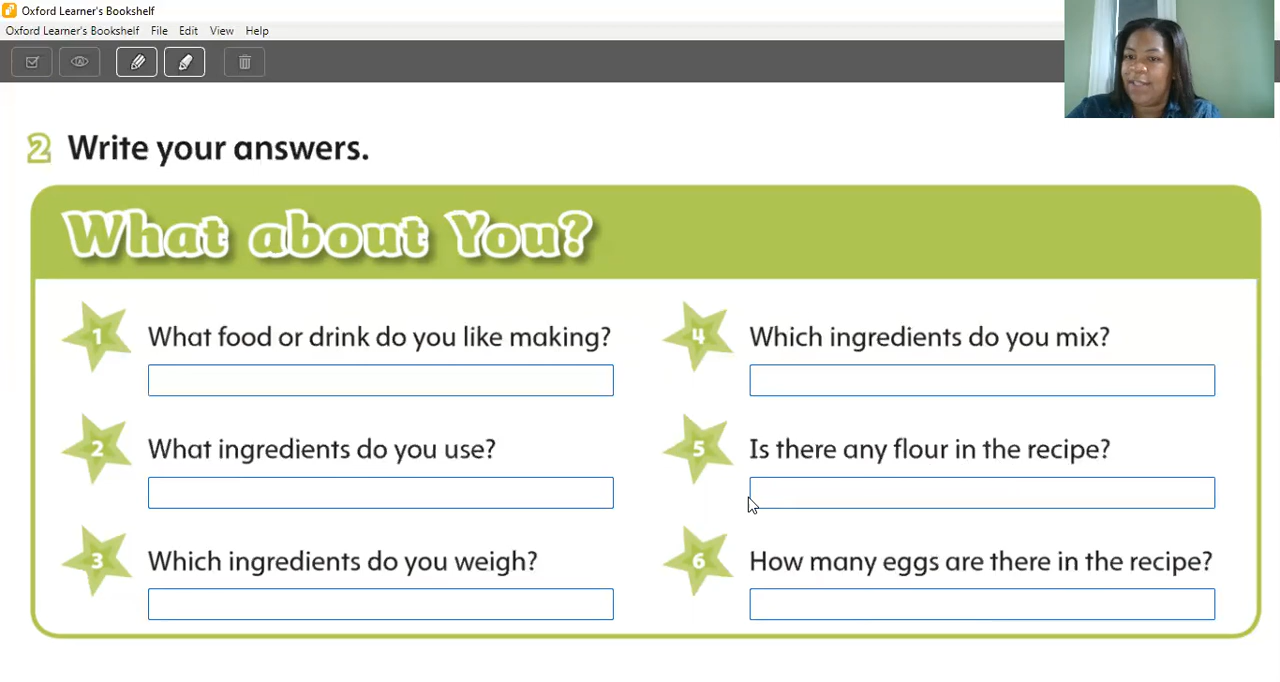 Oxford Learner's Bookshelf
Oxford Learner's Bookshelf File Edit View Help
2 Write your answers.
What about You?
1 What food or drink do you like making?
2 What ingredients do you use?
3 Which ingredients do you weigh?
4 Which ingredients do you mix?
5 Is there any flour in the recipe?
6 How many eggs are there in the recipe?